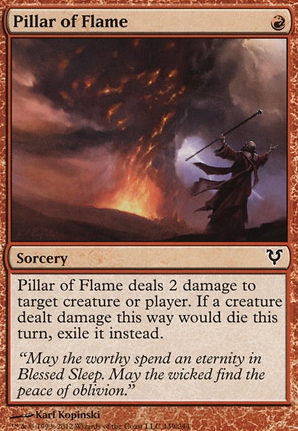 Pillar of Flame
Sorcery
Pillar of Flame deals 2 damage to
target creature or player. If a creature
dealt damage this way would die this
turn, exile it instead.
“May the worthy spend an eternity in
Blessed Sleep. May the wicked find the
peace of oblivion.”
Karl Kopinski